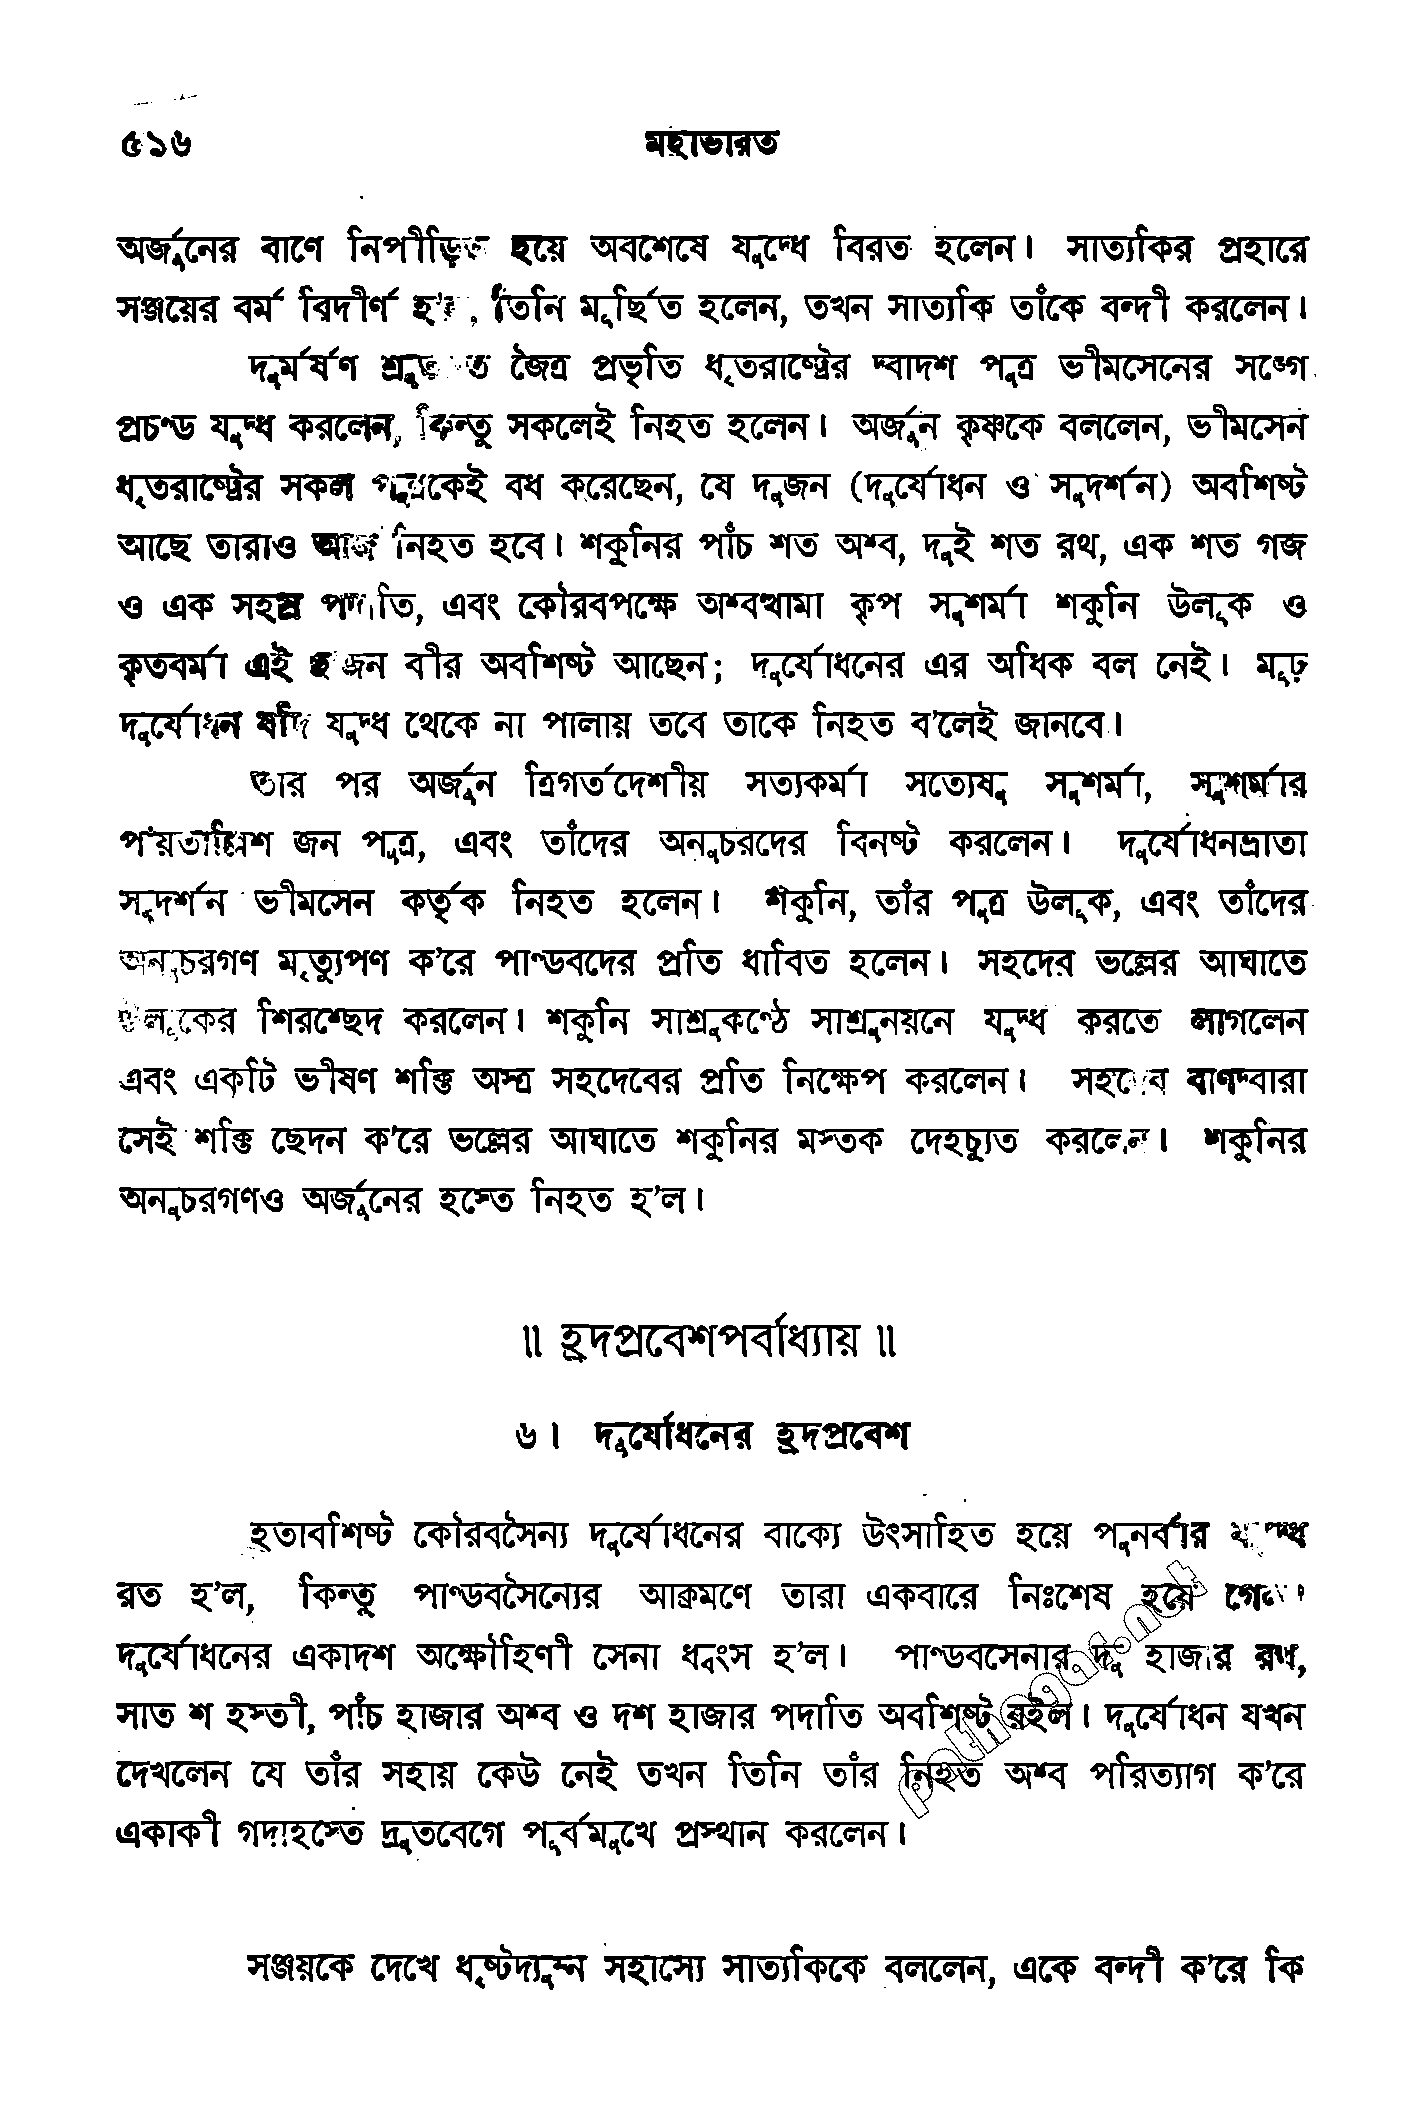 ৫১৬
মহাভারত
অর্জুনের বাণে নিপীড়িত হয়ে অবশেষে যুদ্ধে বিরত হলেন। সাত্যকির প্রহারে
সঞ্জয়ের বর্ম বিদীর্ণ তিনি মূর্ছিত হলেন, তখন সাত্যকি তাঁকে বন্দী করলেন।
দুর্মর্ষণ জৈত্র প্রভৃতি ধৃতরাষ্ট্রের দ্বাদশ পুত্র ভীমসেনের সঙ্গে
প্রচণ্ড যুদ্ধ করলেন, কিন্তু সকলেই নিহত হলেন। অর্জুন কৃষ্ণকে বললেন, ভীমসেন
ধৃতরাষ্ট্রের সকল পুত্রকেই বধ করেছেন, যে দুজন (দুর্যোধন ও সুদর্শন) অবশিষ্ট
আছে তারাও আজ নিহত হবে। শকুনির পাঁচ শত অশ্ব, দুই শত রথ, এক শত গজ
ও এক সহস্র পদাতি, এবং কৌরবপক্ষে অশ্বত্থামা কৃপ সুশর্মা শকুনি উলূক ও
কৃতবর্মা এই ছজন বীর অবশিষ্ট আছেন; দুর্যোধনের এর অধিক বল নেই। মূঢ়
দুর্যোধন যদি যুদ্ধ থেকে না পালায় তবে তাকে নিহত ব'লেই জানবে।
তার পর অর্জুন ত্রিগর্তদেশীয় সত্যকর্মা সত্যেষু সুশর্মা, সুশর্মার
পঁয়তাল্লিশ জন পুত্র, এবং তাঁদের অনুচরদের বিনষ্ট করলেন। দুর্যোধনভ্রাতা
সুদর্শন ভীমসেন কর্তৃক নিহত হলেন। শকুনি, তাঁর পুত্র উলূক, এবং তাঁদের
অনুচরগণ মৃত্যুপণ ক'রে পাণ্ডবদের প্রতি ধাবিত হলেন। সহদেব ভল্লের আঘাতে
উলূকের শিরশ্ছেদ করলেন। শকুনি সাশ্রুকণ্ঠে সাশ্রুনয়নে যুদ্ধ করতে লাগলেন
এবং একটি ভীষণ শক্তি অস্ত্র সহদেবের প্রতি নিক্ষেপ করলেন। সহদেব বাণদ্বারা
সেই শক্তি ছেদন ক'রে ভল্লের আঘাতে শকুনির মস্তক দেহচ্যুত করলেন। শকুনির
অনুচরগণও অর্জুনের হস্তে নিহত হ'ল।
॥ হ্রদপ্রবেশপর্বাধ্যায় ॥
৬। দুর্যোধনের হ্রদপ্রবেশ
হতাবশিষ্ট কৌরবসৈন্য দুর্যোধনের বাক্যে উৎসাহিত হয়ে পুনর্বার যুদ্ধে
রত হ'ল, কিন্তু পাণ্ডবসৈন্যের আক্রমণে তারা একবারে নিঃশেষ হয়ে গেল।
দুর্যোধনের একাদশ অক্ষৌহিণী সেনা ধ্বংস হ'ল। পাণ্ডবসেনার দু হাজার রথ,
সাত শ হস্তী, পাঁচ হাজার অশ্ব ও দশ হাজার পদাতি অবশিষ্ট রইল। দুর্যোধন যখন
দেখলেন যে তাঁর সহায় কেউ নেই তখন তিনি তাঁর নিহত অশ্ব পরিত্যাগ ক'রে
একাকী গদাহস্তে দ্রুতবেগে পূর্বমুখে প্রস্থান করলেন।
সঞ্জয়কে দেখে ধৃষ্টদ্যুম্ন সহাস্যে সাত্যকিকে বললেন, একে বন্দী ক'রে কি
pathagar.net